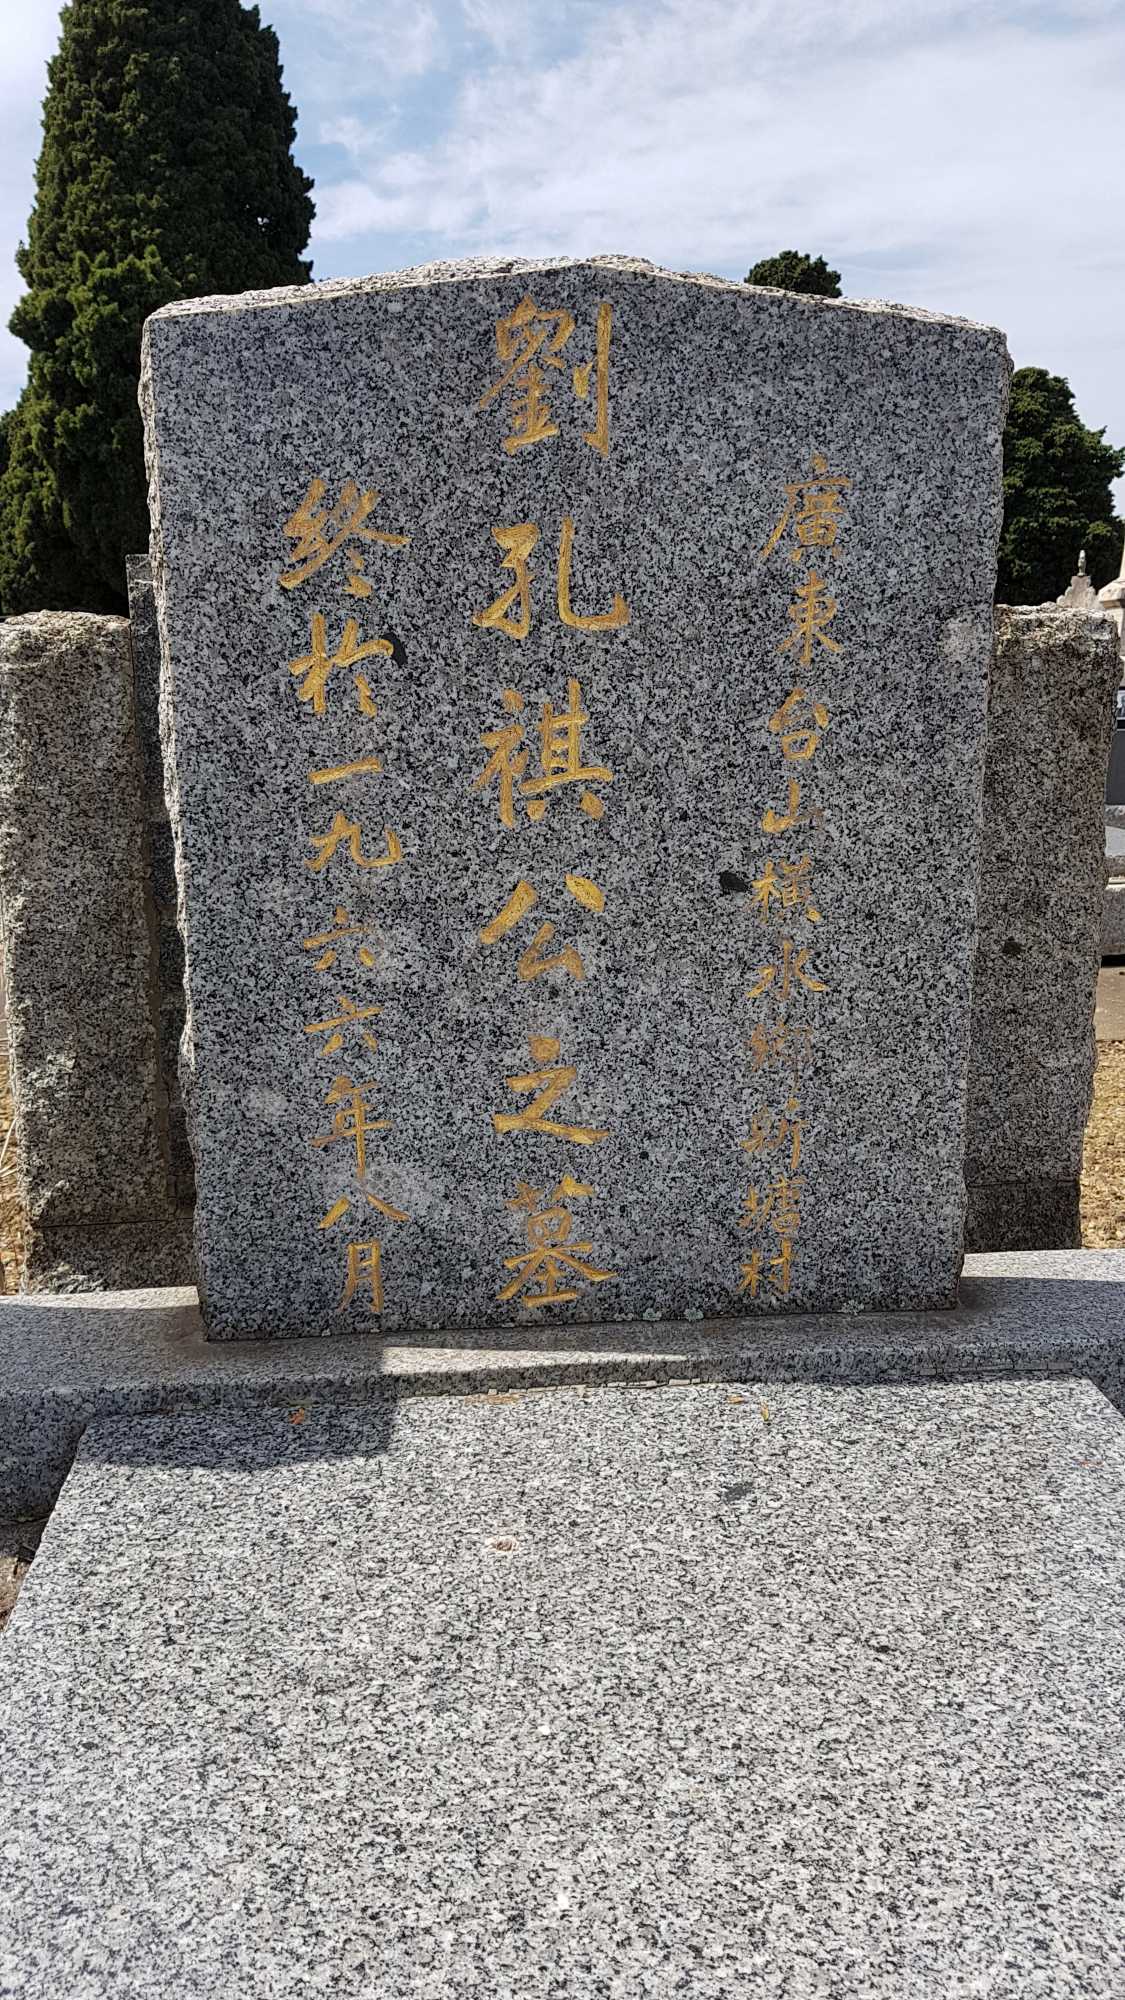 廣東台山橫水鄉斯塘村
劉孔祺公之墓
終於一九六六年八月